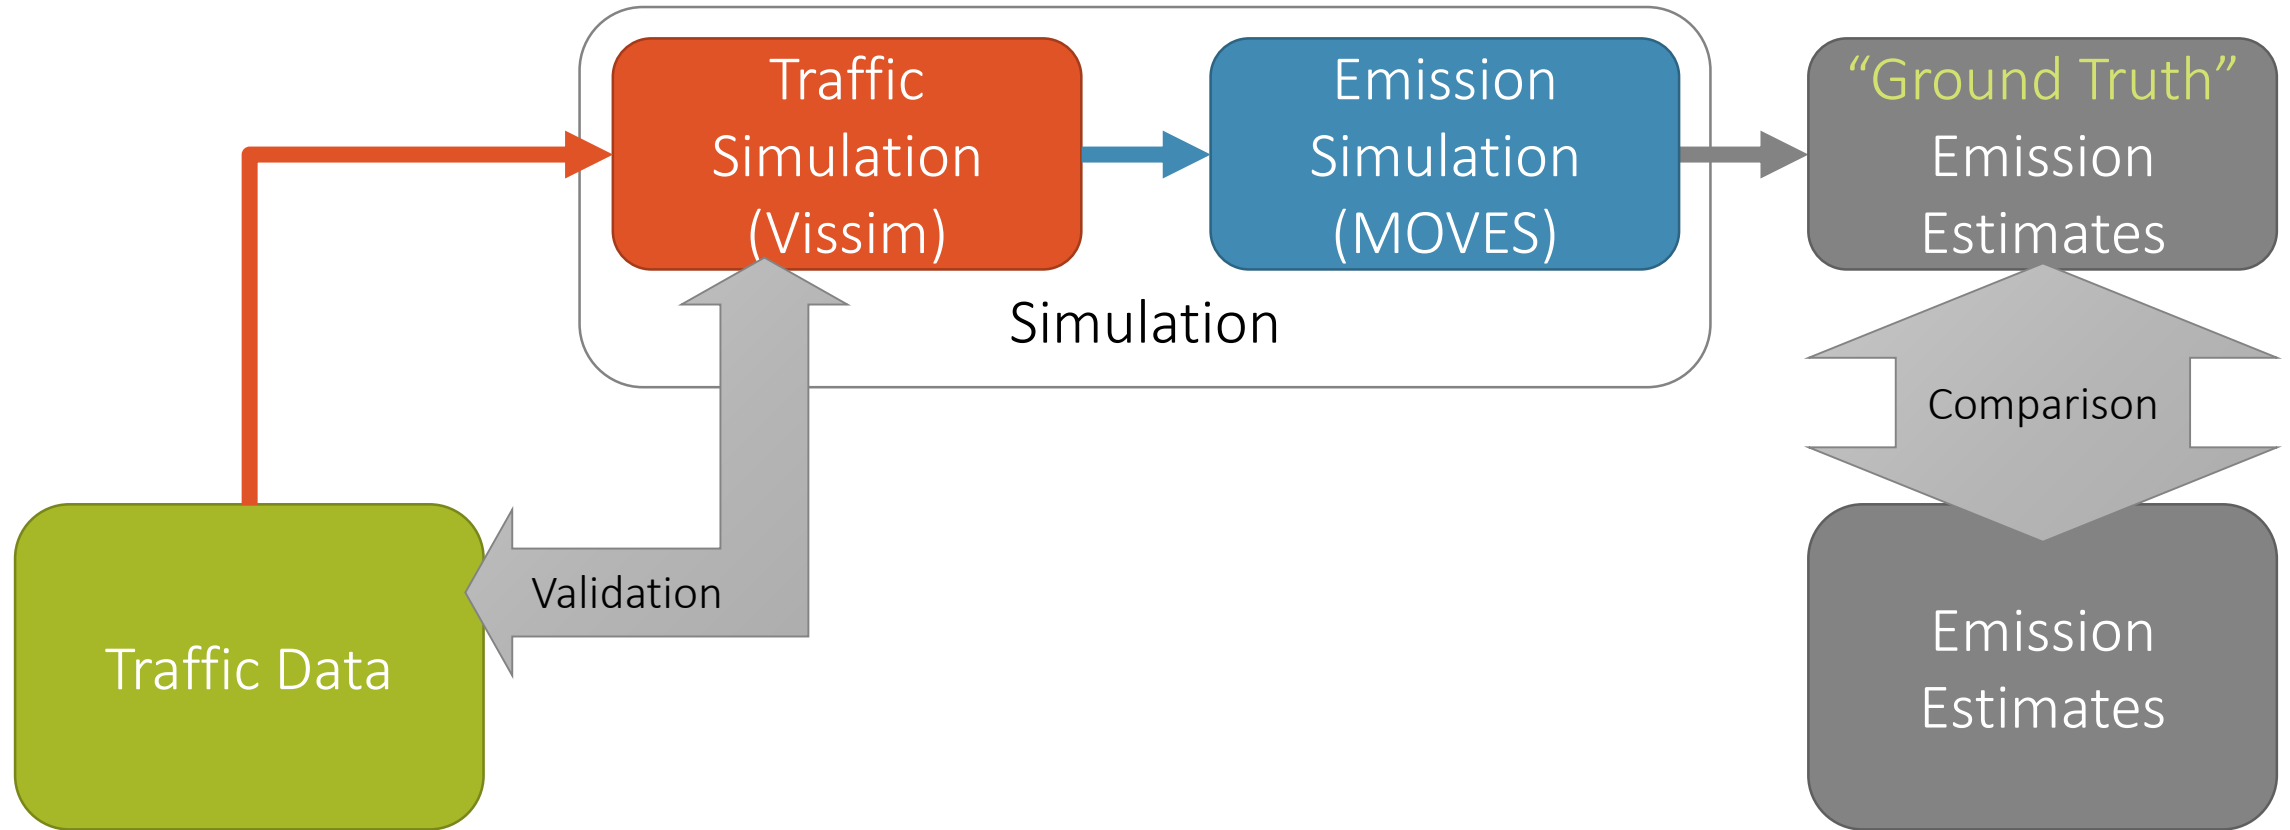 Traffic
Simulation
(Vissim)
Emission
Simulation
(MOVES)
“Ground Truth”
Emission
Estimates
Simulation
Comparison
Validation
Traffic Data
Emission
Estimates